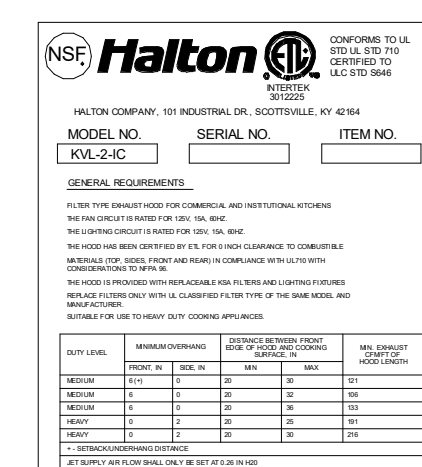 NSF
Halton
ETL
LISTED
CONFORMS TO UL
STD UL STD 710
CERTIFIED TO
ULC STD S646
INTERTEK
3012225
HALTON COMPANY, 101 INDUSTRIAL DR., SCOTTSVILLE, KY 42164
MODEL NO. SERIAL NO. ITEM NO.
KVL-2-IC
GENERAL REQUIREMENTS
FILTER TYPE EXHAUST HOOD FOR COMMERCIAL AND INSTITUTIONAL KITCHENS
THE FAN CIRCUIT IS RATED FOR 125V, 15A, 60HZ.
THE LIGHTING CIRCUIT IS RATED FOR 125V, 15A, 60HZ.
THE HOOD HAS BEEN CERTIFIED BY ETL FOR 0 INCH CLEARANCE TO COMBUSTIBLE
MATERIALS (TOP, SIDES, FRONT AND REAR) IN COMPLIANCE WITH UL710 WITH
CONSIDERATIONS TO NFPA 96.
THE HOOD IS PROVIDED WITH REPLACEABLE KSA FILTERS AND LIGHTING FIXTURES
REPLACE FILTERS ONLY WITH UL CLASSIFIED FILTER TYPE OF THE SAME MODEL AND
MANUFACTURER.
SUITABLE FOR USE TO HEAVY DUTY COOKING APPLIANCES.
DUTY LEVEL
MINIMUM OVERHANG
DISTANCE BETWEEN FRONT
EDGE OF HOOD AND COOKING
SURFACE, IN
MIN. EXHAUST
CFM/FT OF
HOOD LENGTH
FRONT, IN SIDE, IN MIN MAX
MEDIUM 6 (+) 0 20 30 121
MEDIUM 6 0 20 32 106
MEDIUM 6 0 20 36 133
HEAVY 0 2 20 25 191
HEAVY 0 2 20 30 216
+ - SETBACK/UNDERHANG DISTANCE
JET SUPPLY AIR FLOW SHALL ONLY BE SET AT 0.26 IN H20